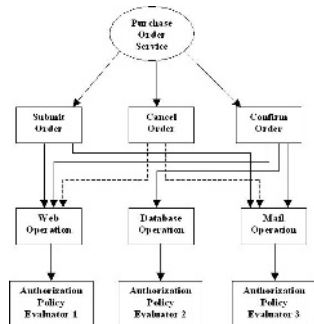 Purchase
Order
Service
Submit
Order
Cancel
Order
Confirm
Order
Web
Operation
Database
Operation
Mail
Operation
Authorization
Policy
Evaluator 1
Authorization
Policy
Evaluator 2
Authorization
Policy
Evaluator 3